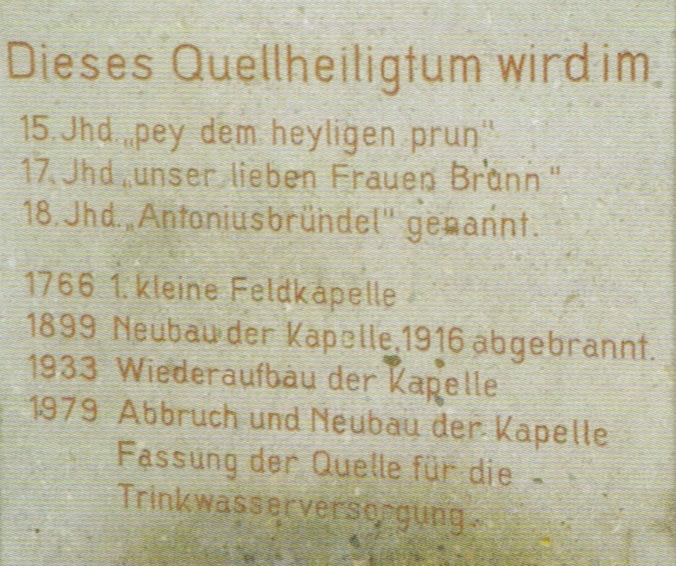 Dieses Quellheiligtum wird im
15. Jhd. „pey dem heyligen prun"
17. Jhd. „unser lieben Frauen Brunn"
18. Jhd. „Antoniusbründel" genannt.
1766 1. kleine Feldkapelle
1899 Neubau der Kapelle, 1916 abgebrannt.
1933 Wiederaufbau der Kapelle
1979 Abbruch und Neubau der Kapelle
Fassung der Quelle für die
Trinkwasserversorgung.